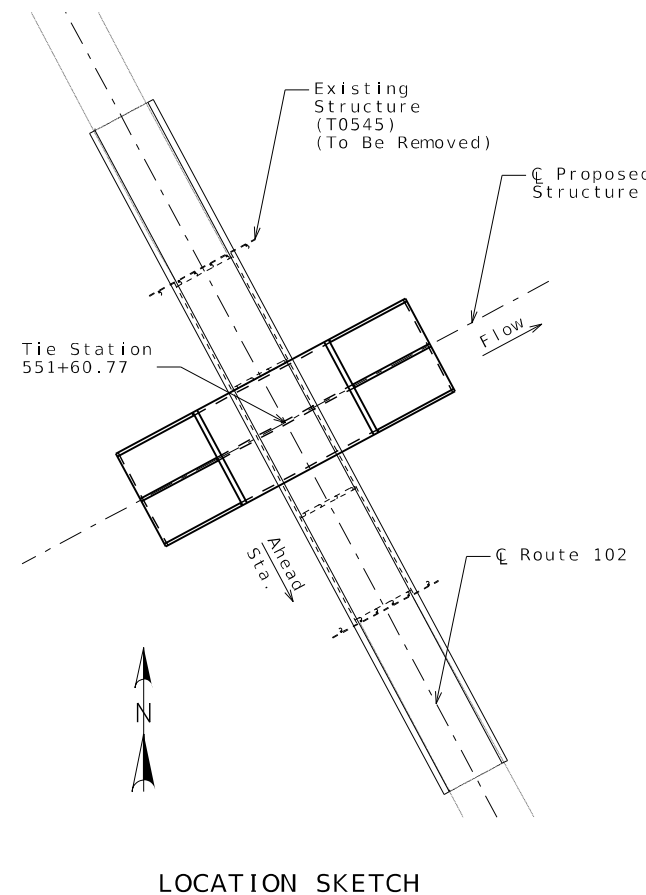 Existing
Structure
(T0545)
(To Be Removed)
℄ Proposed
Structure
Flow
Tie Station
551+60.77
Ahead
Sta.
℄ Route 102
N
LOCATION SKETCH